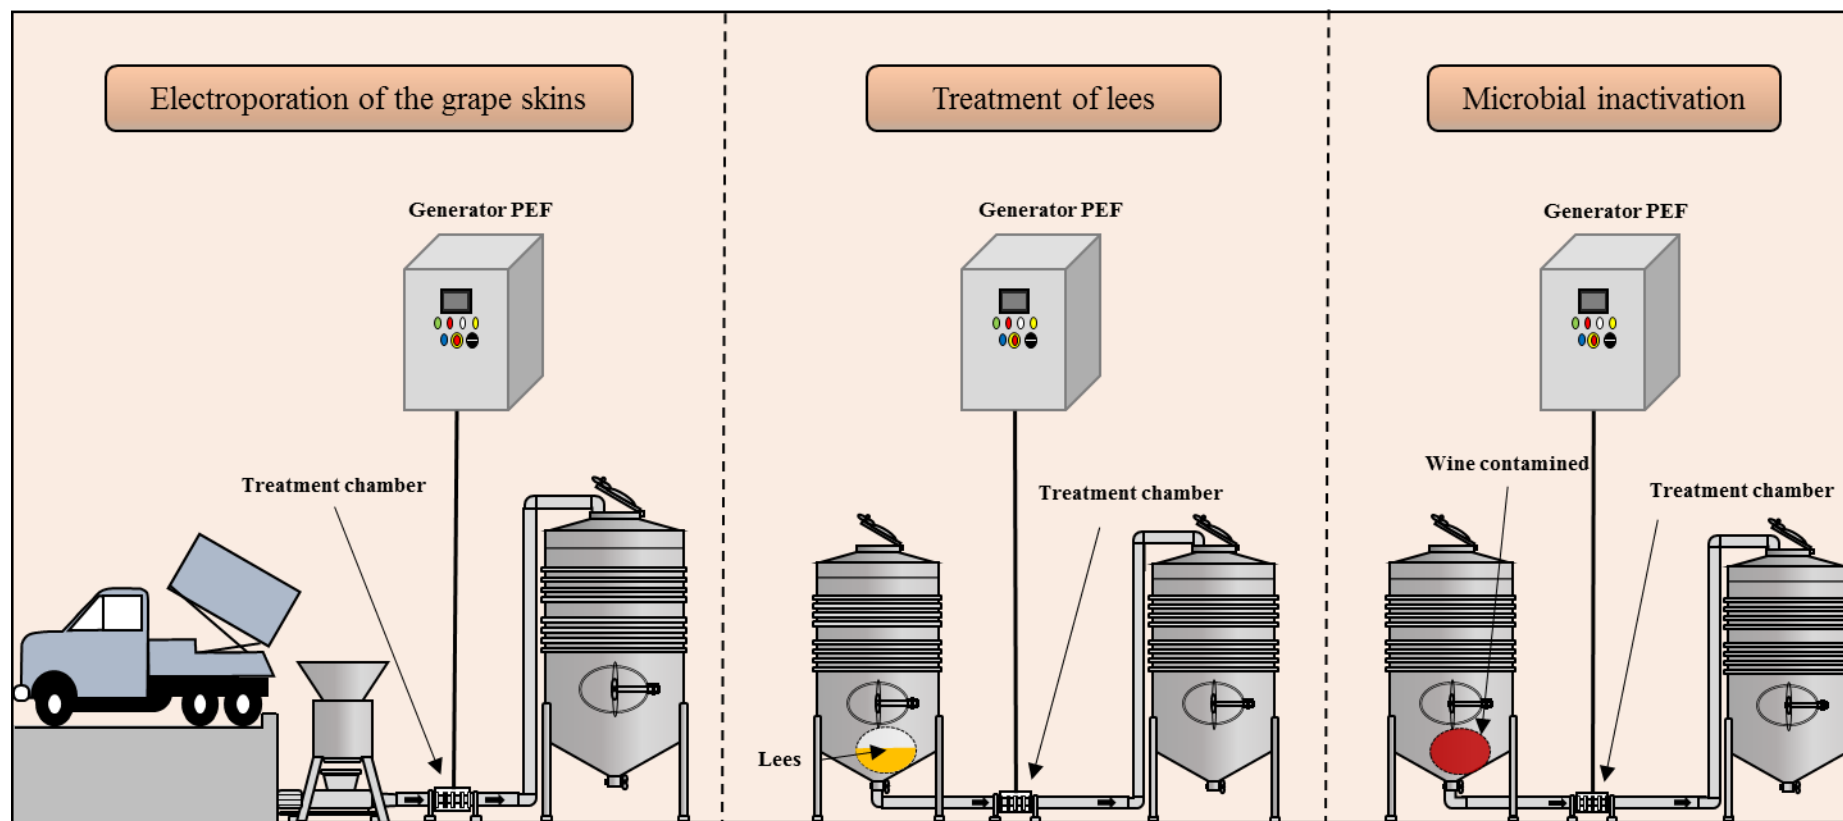 Electroporation of the grape skins
Generator PEF
Treatment chamber
Treatment of lees
Generator PEF
Treatment chamber
Lees
Microbial inactivation
Generator PEF
Wine contamined
Treatment chamber